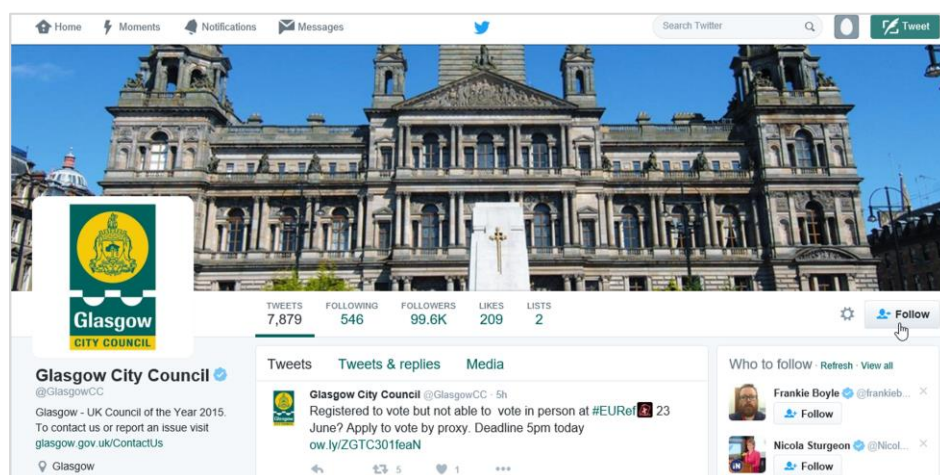 Home Moments Notifications Messages Search Twitter Tweet
Glasgow
CITY COUNCIL
TWEETS FOLLOWING FOLLOWERS LIKES LISTS
7,879 546 99.6K 209 2
Follow
Glasgow City Council
@GlasgowCC
Glasgow - UK Council of the Year 2015.
To contact us or report an issue visit
glasgow.gov.uk/ContactUs
Glasgow
Tweets Tweets & replies Media
Glasgow City Council @GlasgowCC · 5h
Registered to vote but not able to vote in person at #EURef 23
June? Apply to vote by proxy. Deadline 5pm today
ow.ly/ZGTC301feaN
5 1
Who to follow · Refresh · View all
Frankie Boyle @frankieb...
Follow
Nicola Sturgeon @Nicol...
Follow